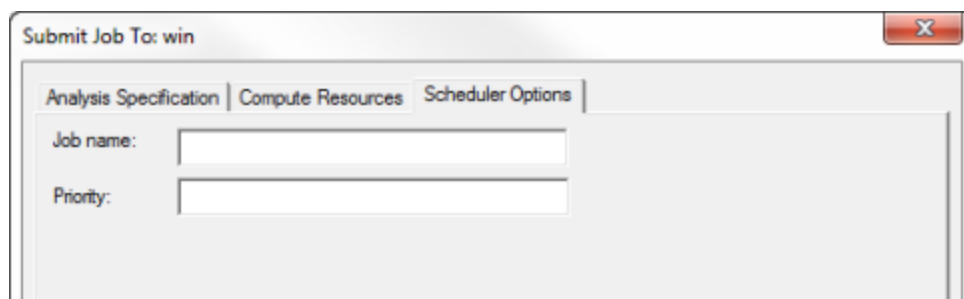 Submit Job To: win
Analysis Specification Compute Resources Scheduler Options
Job name:
Priority: